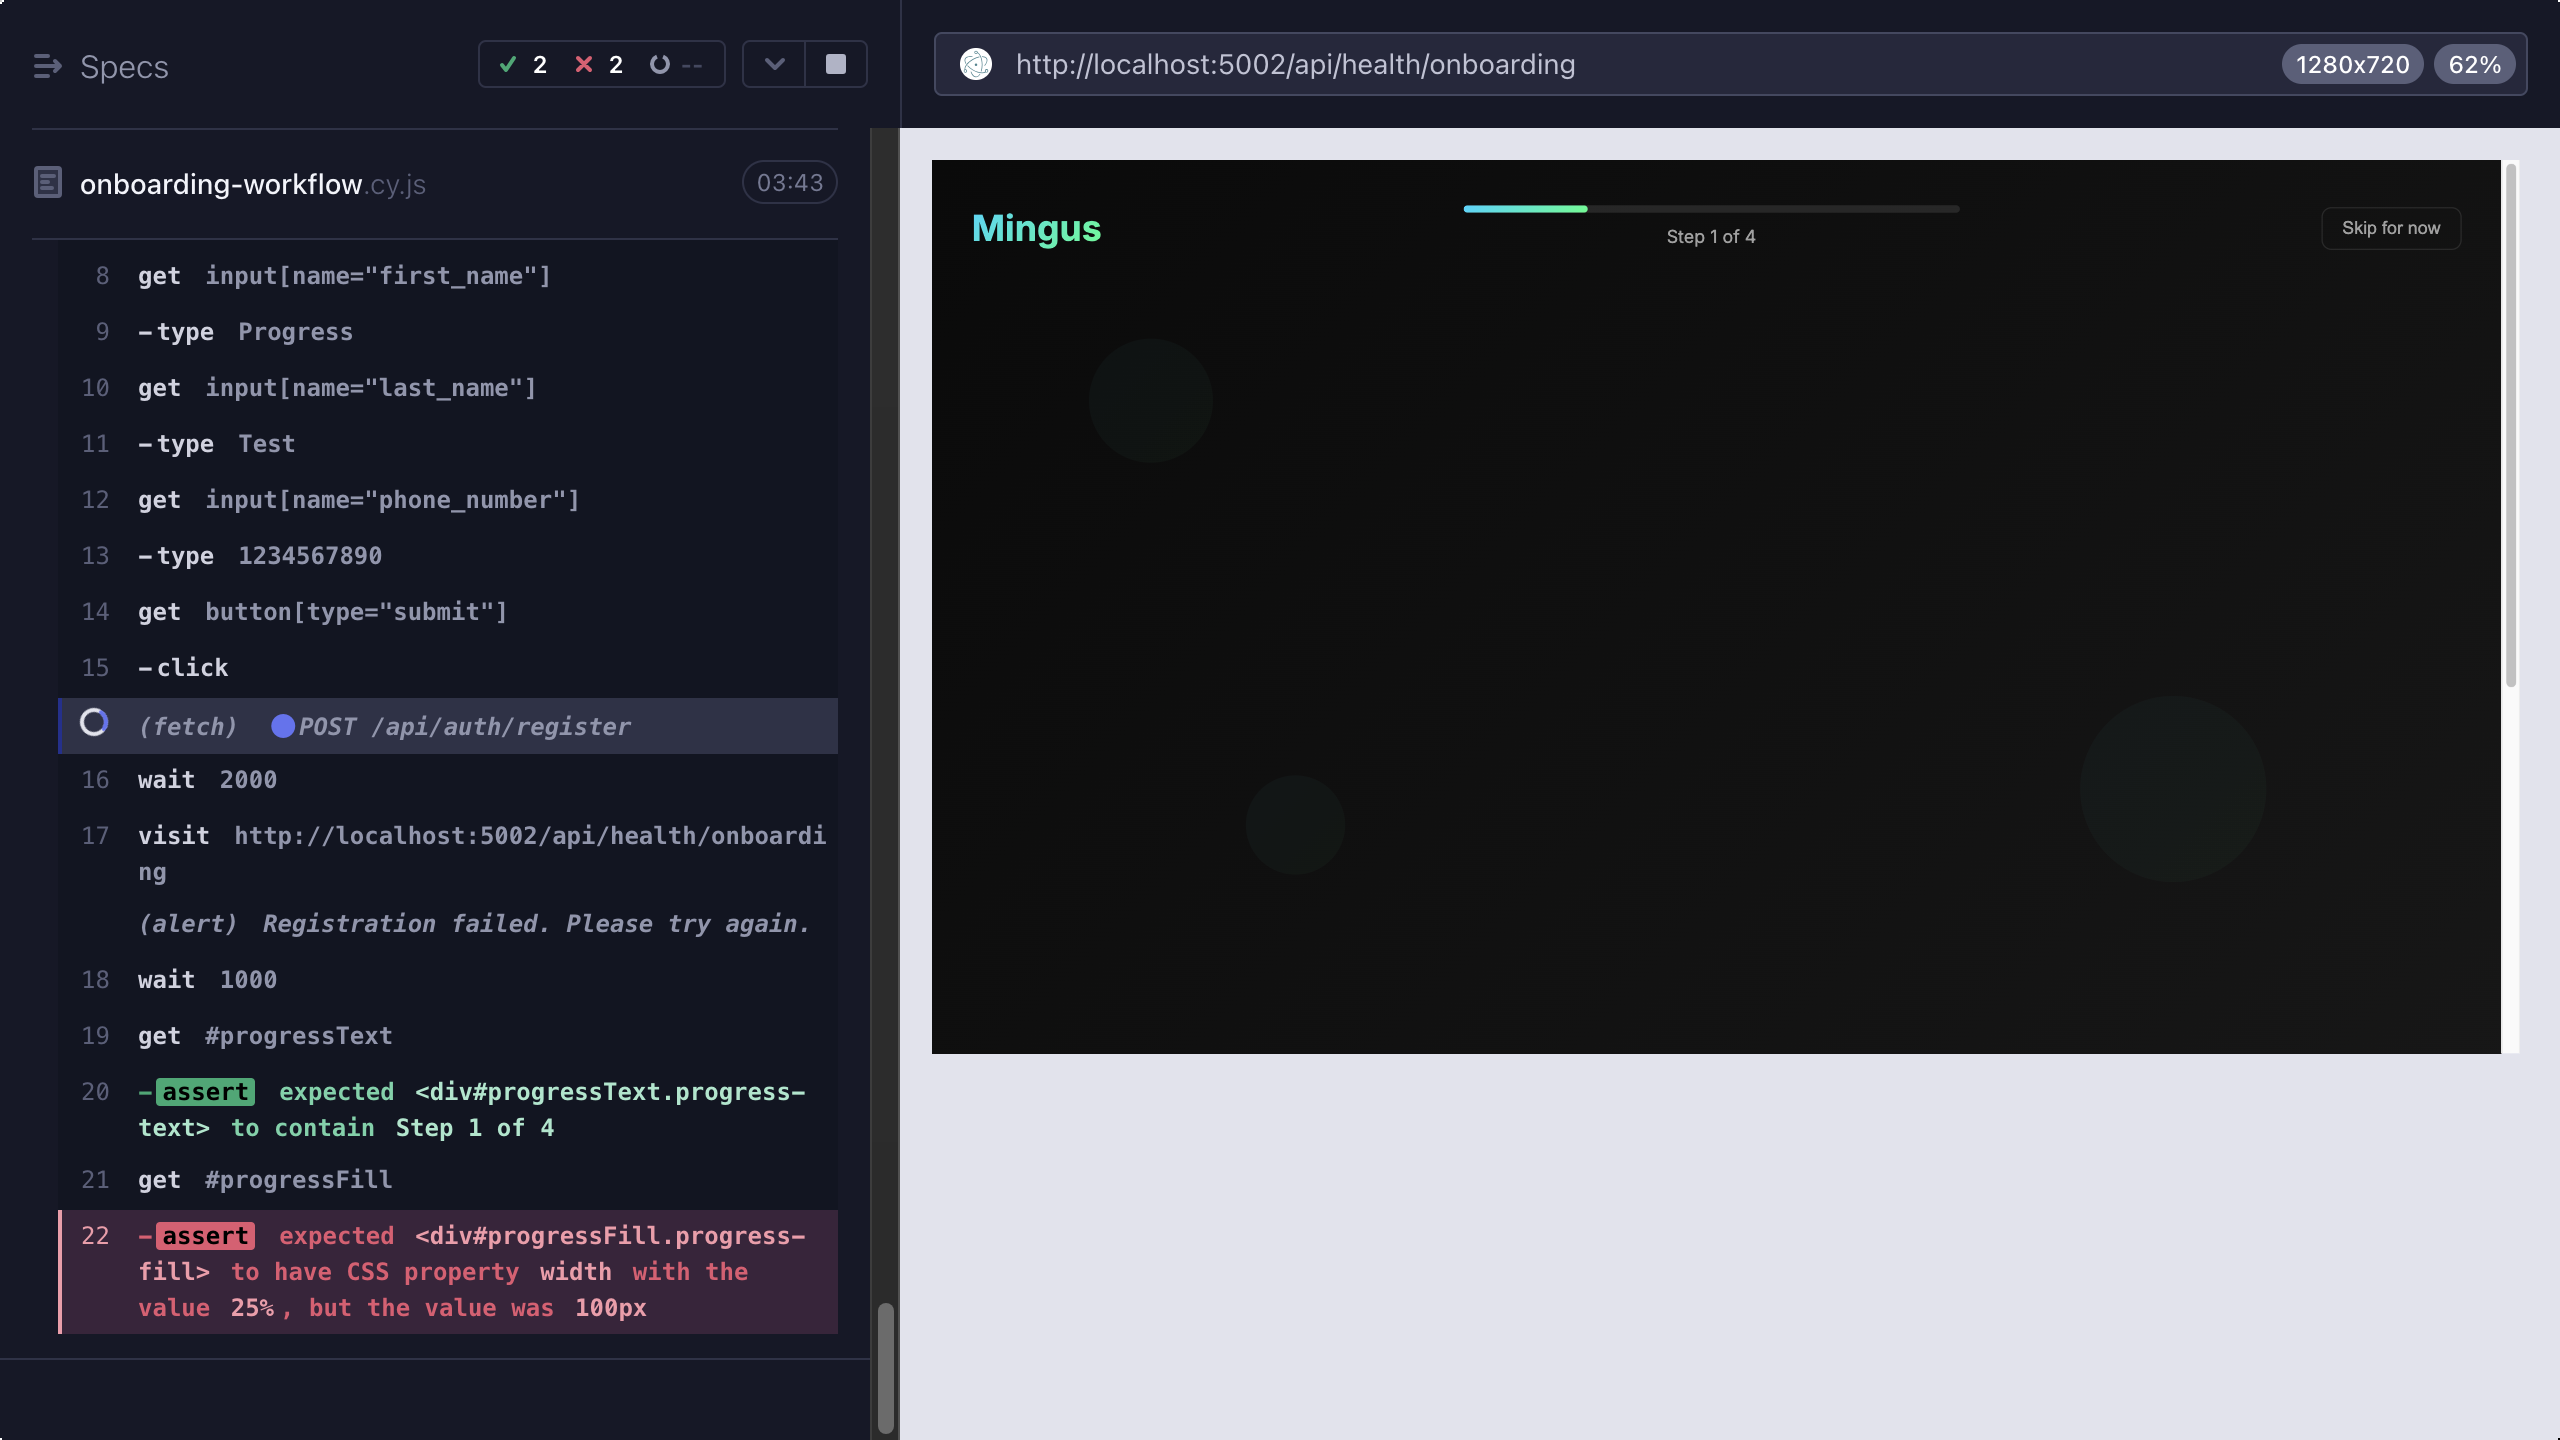 Specs
2
2
--
onboarding-workflow.cy.js
03:43
8 get input[name="first_name"]
9 -type Progress
10 get input[name="last_name"]
11 -type Test
12 get input[name="phone_number"]
13 -type 1234567890
14 get button[type="submit"]
15 -click
(fetch) POST /api/auth/register
16 wait 2000
17 visit http://localhost:5002/api/health/onboardi
ng
(alert) Registration failed. Please try again.
18 wait 1000
19 get #progressText
20 -assert expected <div#progressText.progress-
text> to contain Step 1 of 4
21 get #progressFill
22 -assert expected <div#progressFill.progress-
fill> to have CSS property width with the
value 25%, but the value was 100px
http://localhost:5002/api/health/onboarding
1280x720
62%
Mingus
Step 1 of 4
Skip for now